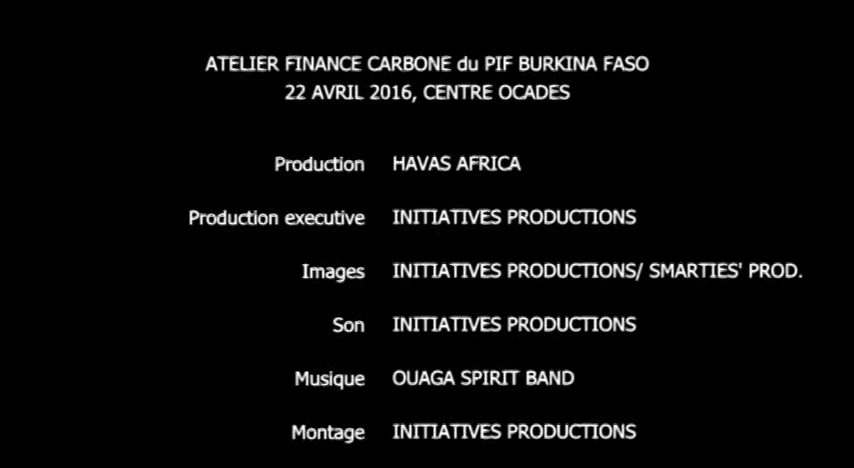 ATELIER FINANCE CARBONE du PIF BURKINA FASO
22 AVRIL 2016, CENTRE OCADES
Production HAVAS AFRICA
Production executive INITIATIVES PRODUCTIONS
Images INITIATIVES PRODUCTIONS/ SMARTIES' PROD.
Son INITIATIVES PRODUCTIONS
Musique OUAGA SPIRIT BAND
Montage INITIATIVES PRODUCTIONS